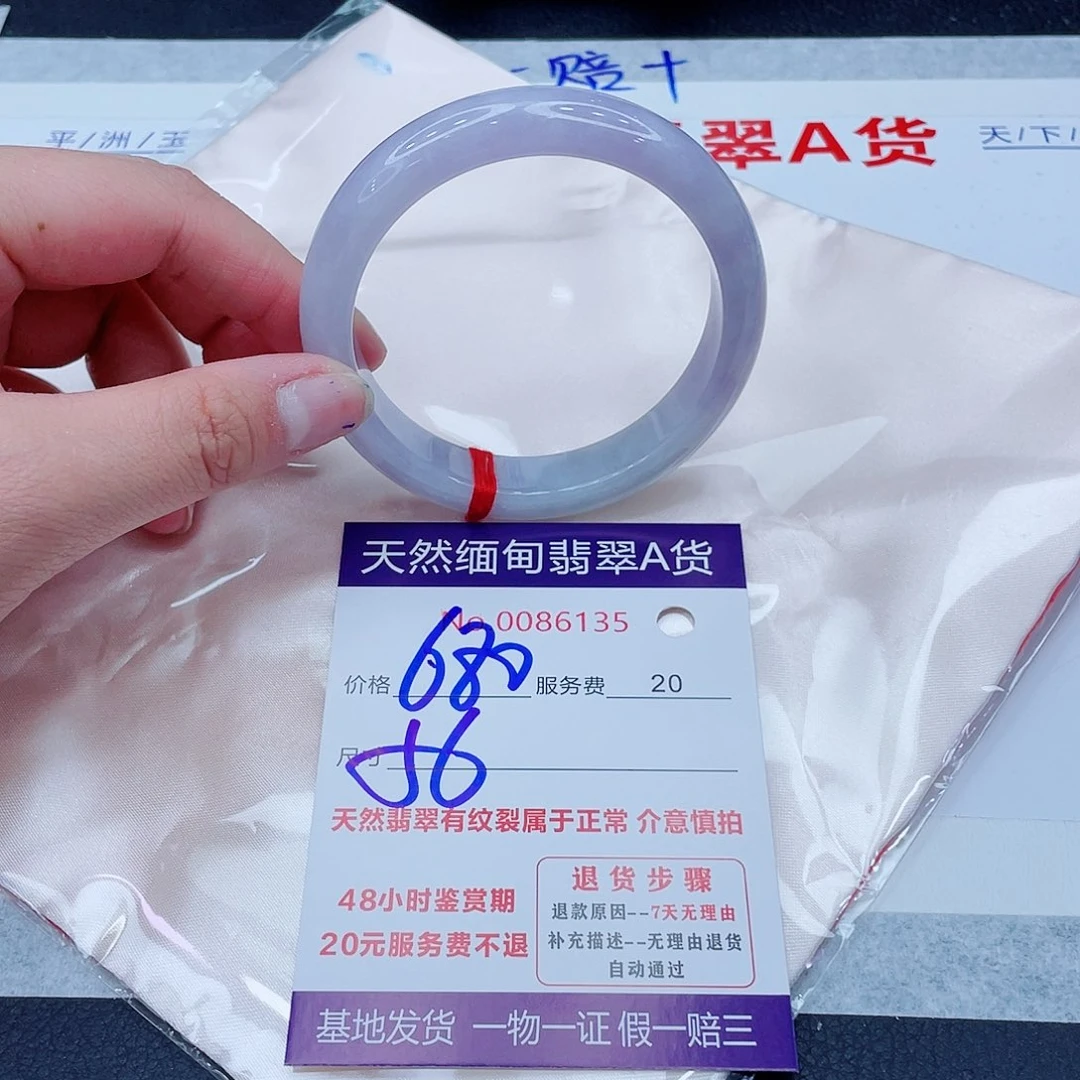 赔十
平/洲/玉
翠A货
天/下/
天然缅甸翡翠A货
No.0086135
价格 680 服务费 20
尺寸 56
天然翡翠有纹裂属于正常 介意慎拍
48小时鉴赏期
20元服务费不退
退货步骤
退款原因--7天无理由
补充描述--无理由退货
自动通过
基地发货 一物一证 假一赔三